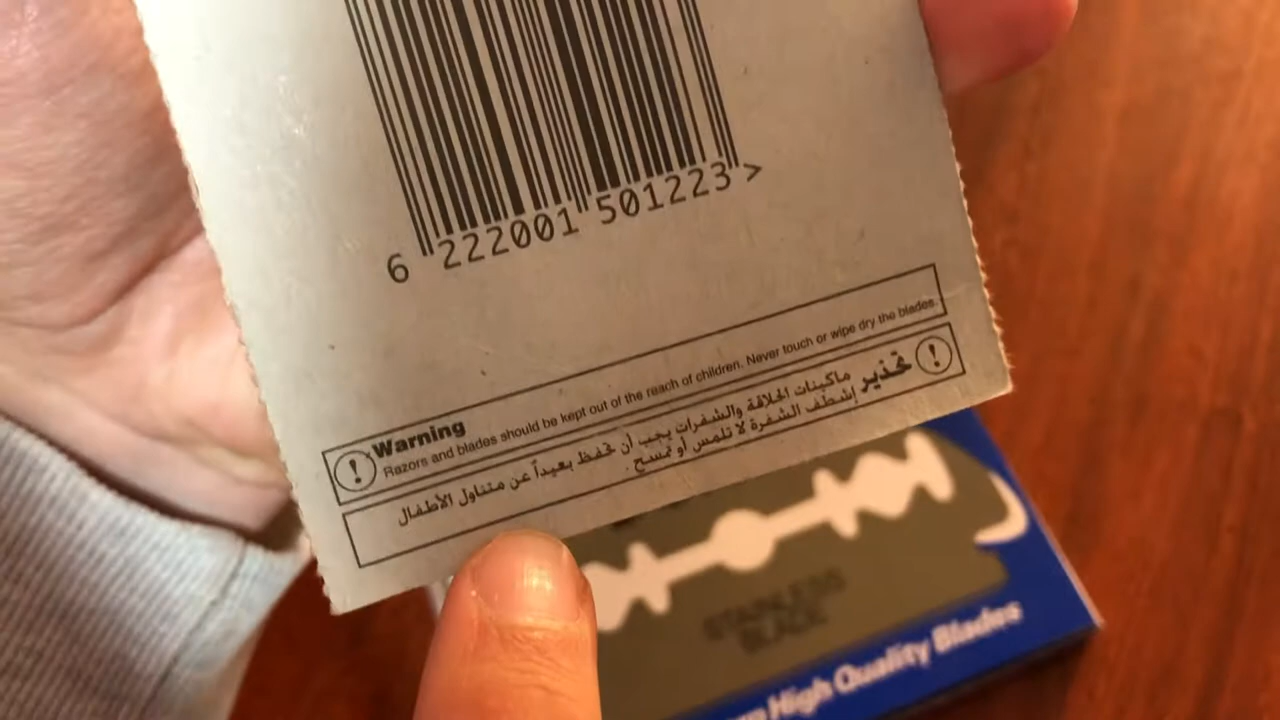 6 222001 501223 >
Warning
Razors and blades should be kept out of the reach of children. Never touch or wipe dry the blades.
تحذير ماكينات الحلاقة والشفرات يجب أن تحفظ بعيداً عن متناول الأطفال
إشطف الشفرة لا تلمس أو تمسح .
STAINLESS
BLADE
High Quality Blades